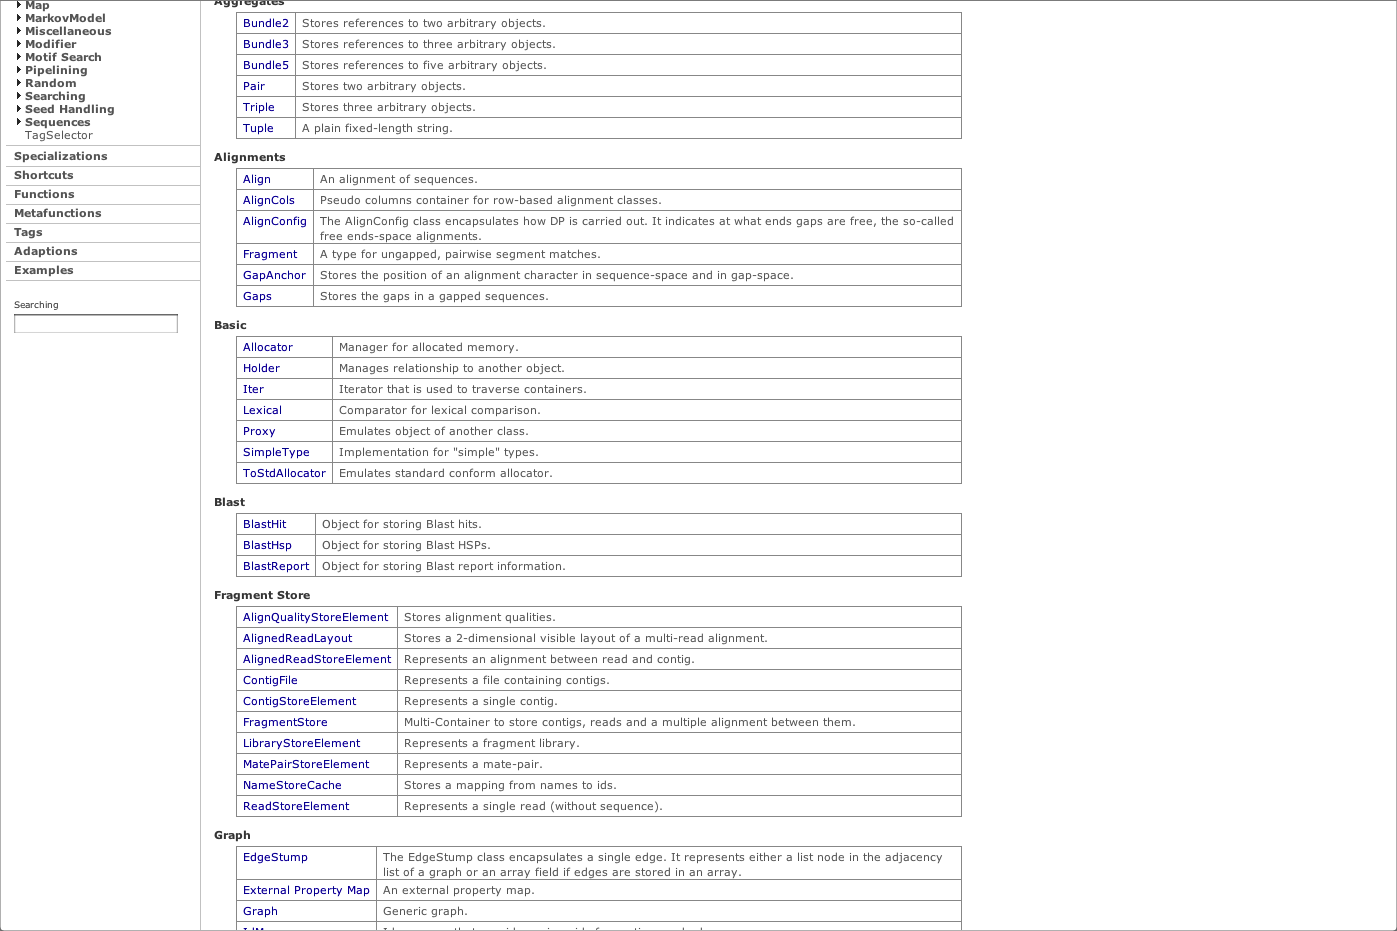 Map
MarkovModel
Miscellaneous
Modifier
Motif Search
Pipelining
Random
Searching
Seed Handling
Sequences
TagSelector
Specializations
Shortcuts
Functions
Metafunctions
Tags
Adaptions
Examples
Searching
Aggregates
Bundle2 Stores references to two arbitrary objects.
Bundle3 Stores references to three arbitrary objects.
Bundle5 Stores references to five arbitrary objects.
Pair Stores two arbitrary objects.
Triple Stores three arbitrary objects.
Tuple A plain fixed-length string.
Alignments
Align An alignment of sequences.
AlignCols Pseudo columns container for row-based alignment classes.
AlignConfig The AlignConfig class encapsulates how DP is carried out. It indicates at what ends gaps are free, the so-called
free ends-space alignments.
Fragment A type for ungapped, pairwise segment matches.
GapAnchor Stores the position of an alignment character in sequence-space and in gap-space.
Gaps Stores the gaps in a gapped sequences.
Basic
Allocator Manager for allocated memory.
Holder Manages relationship to another object.
Iter Iterator that is used to traverse containers.
Lexical Comparator for lexical comparison.
Proxy Emulates object of another class.
SimpleType Implementation for "simple" types.
ToStdAllocator Emulates standard conform allocator.
Blast
BlastHit Object for storing Blast hits.
BlastHsp Object for storing Blast HSPs.
BlastReport Object for storing Blast report information.
Fragment Store
AlignQualityStoreElement Stores alignment qualities.
AlignedReadLayout Stores a 2-dimensional visible layout of a multi-read alignment.
AlignedReadStoreElement Represents an alignment between read and contig.
ContigFile Represents a file containing contigs.
ContigStoreElement Represents a single contig.
FragmentStore Multi-Container to store contigs, reads and a multiple alignment between them.
LibraryStoreElement Represents a fragment library.
MatePairStoreElement Represents a mate-pair.
NameStoreCache Stores a mapping from names to ids.
ReadStoreElement Represents a single read (without sequence).
Graph
EdgeStump The EdgeStump class encapsulates a single edge. It represents either a list node in the adjacency
list of a graph or an array field if edges are stored in an array.
External Property Map An external property map.
Graph Generic graph.